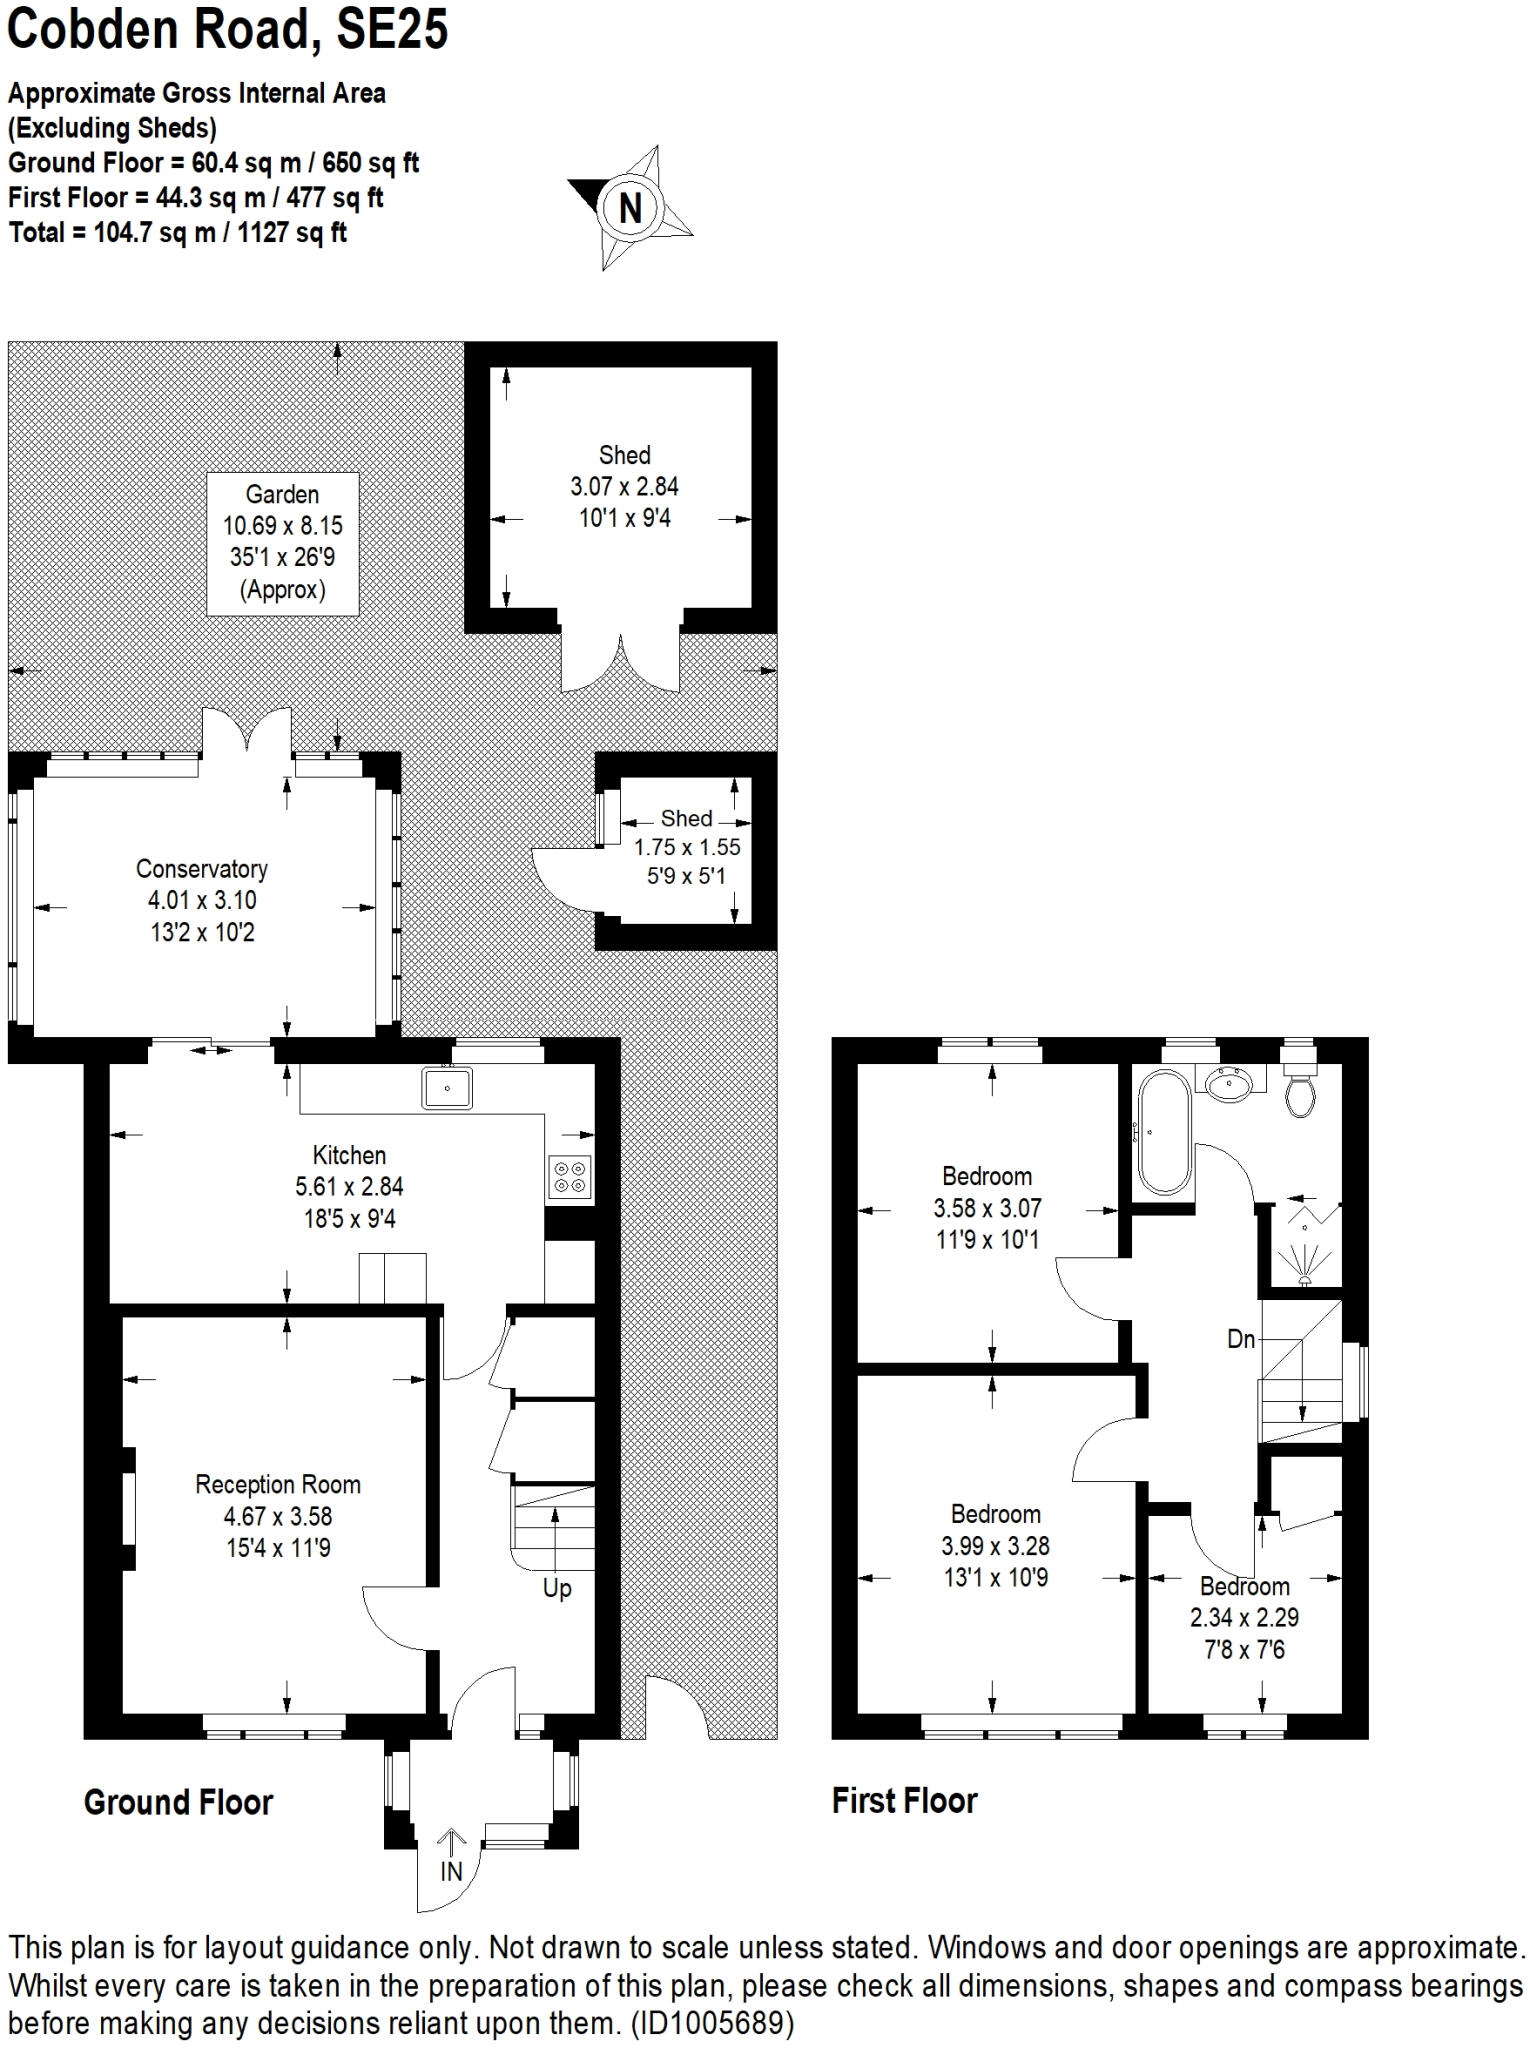 Cobden Road, SE25
Approximate Gross Internal Area
(Excluding Sheds)
Ground Floor = 60.4 sq m / 650 sq ft
First Floor = 44.3 sq m / 477 sq ft
Total = 104.7 sq m / 1127 sq ft
N
Shed
3.07 x 2.84
10'1 x 9'4
Garden
10.69 x 8.15
35'1 x 26'9
(Approx)
Shed
1.75 x 1.55
5'9 x 5'1
Conservatory
4.01 x 3.10
13'2 x 10'2
Kitchen
5.61 x 2.84
18'5 x 9'4
Reception Room
4.67 x 3.58
15'4 x 11'9
Up
IN
Ground Floor
Bedroom
3.58 x 3.07
11'9 x 10'1
Dn
Bedroom
3.99 x 3.28
13'1 x 10'9
Bedroom
2.34 x 2.29
7'8 x 7'6
First Floor
This plan is for layout guidance only. Not drawn to scale unless stated. Windows and door openings are approximate.
Whilst every care is taken in the preparation of this plan, please check all dimensions, shapes and compass bearings
before making any decisions reliant upon them. (ID1005689)